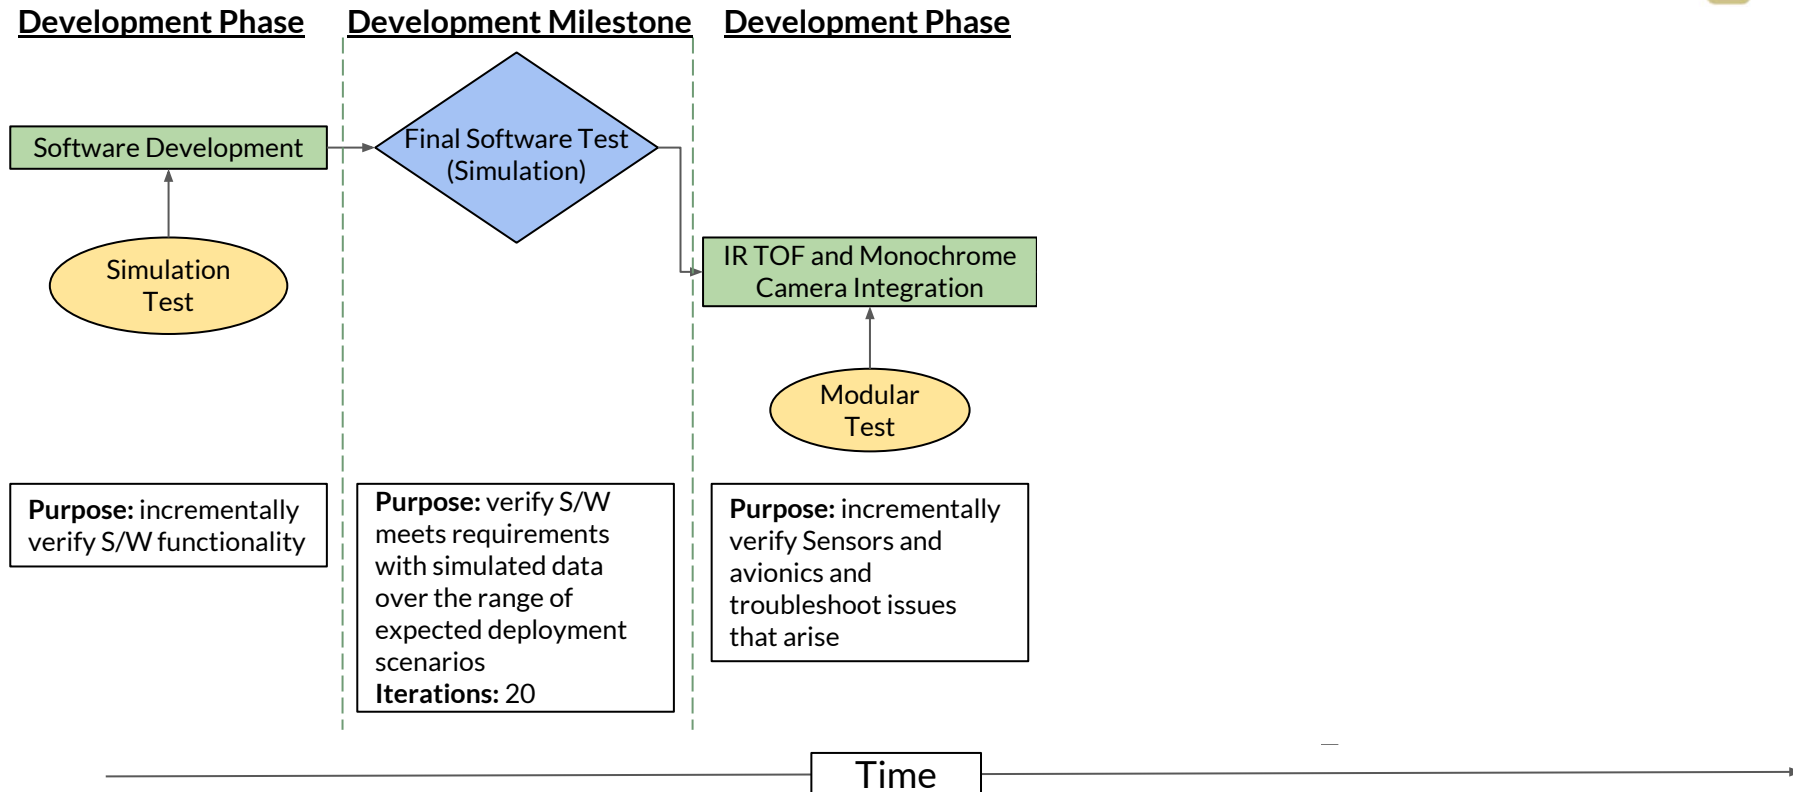 Development Phase
Development Milestone
Development Phase
Software Development
Final Software Test
(Simulation)
Simulation
Test
IR TOF and Monochrome
Camera Integration
Modular
Test
Purpose: incrementally
verify S/W functionality
Purpose: verify S/W
meets requirements
with simulated data
over the range of
expected deployment
scenarios
Iterations: 20
Purpose: incrementally
verify Sensors and
avionics and
troubleshoot issues
that arise
Time